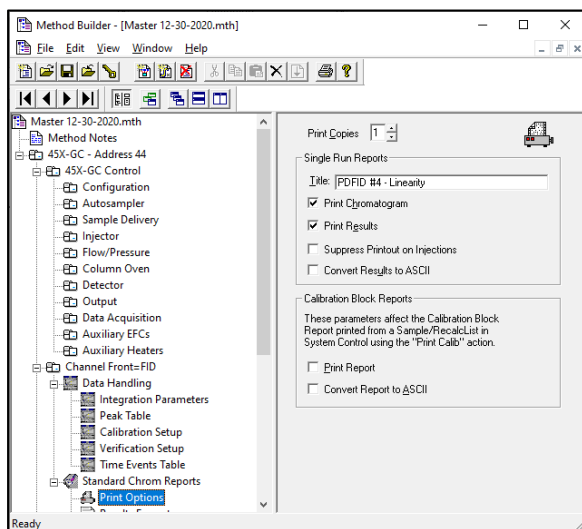 Method Builder - [Master 12-30-2020.mth]
File Edit View Window Help
Master 12-30-2020.mth
Method Notes
45X-GC - Address 44
45X-GC Control
Configuration
Autosampler
Sample Delivery
Injector
Flow/Pressure
Column Oven
Detector
Output
Data Acquisition
Auxiliary EFCs
Auxiliary Heaters
Channel Front=FID
Data Handling
Integration Parameters
Peak Table
Calibration Setup
Verification Setup
Time Events Table
Standard Chrom Reports
Print Options
Print Copies 1
Single Run Reports
Title: PDFID #4 - Linearity
Print Chromatogram
Print Results
Suppress Printout on Injections
Convert Results to ASCII
Calibration Block Reports
These parameters affect the Calibration Block
Report printed from a Sample/RecalcList in
System Control using the "Print Calib" action.
Print Report
Convert Report to ASCII
Ready